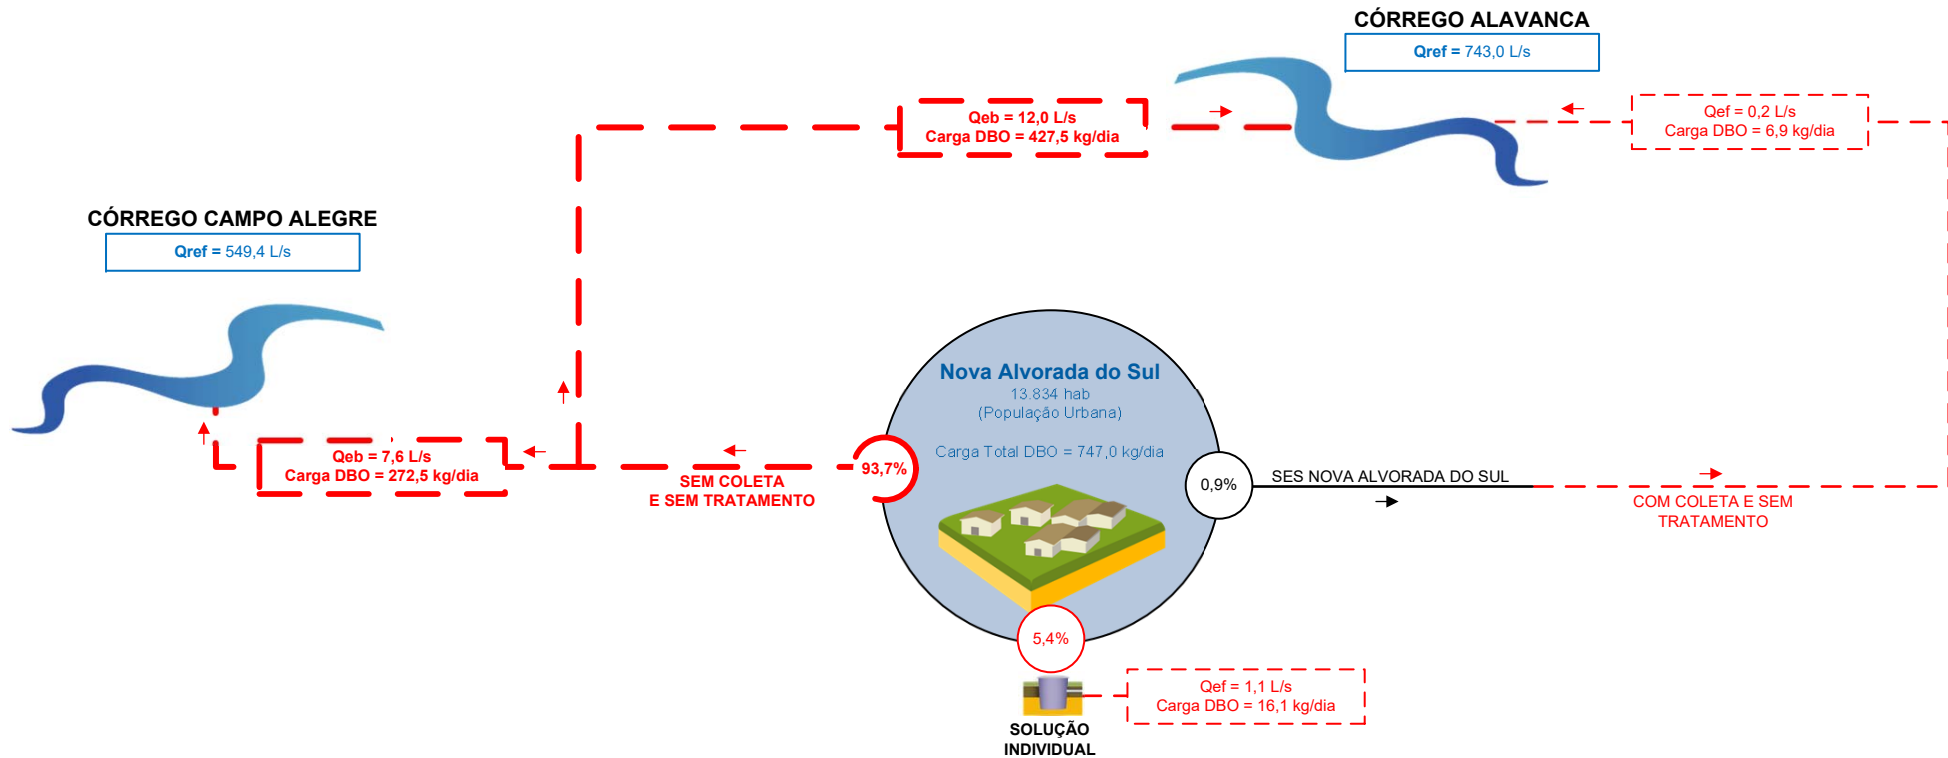 CÓRREGO ALAVANCA
Qref = 743,0 L/s
Qeb = 12,0 L/s
Carga DBO = 427,5 kg/dia
Qef = 0,2 L/s
Carga DBO = 6,9 kg/dia
CÓRREGO CAMPO ALEGRE
Qref = 549,4 L/s
Nova Alvorada do Sul
13.834 hab
(População Urbana)
Carga Total DBO = 747,0 kg/dia
Qeb = 7,6 L/s
Carga DBO = 272,5 kg/dia
SEM COLETA
E SEM TRATAMENTO
93,7%
0,9%
SES NOVA ALVORADA DO SUL
COM COLETA E SEM
TRATAMENTO
5,4%
Qef = 1,1 L/s
Carga DBO = 16,1 kg/dia
SOLUÇÃO
INDIVIDUAL